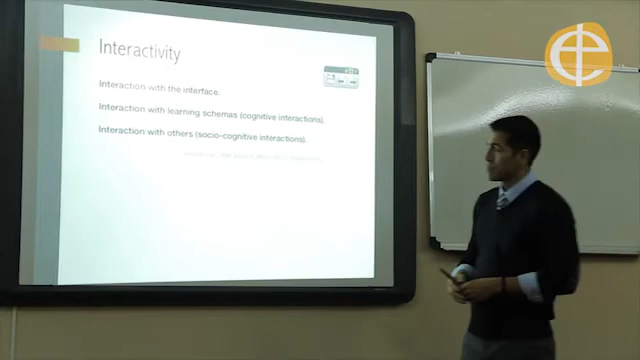 Interactivity
Interaction with the interface.
Interaction with learning schemas (cognitive interactions).
Interaction with others (socio-cognitive interactions).